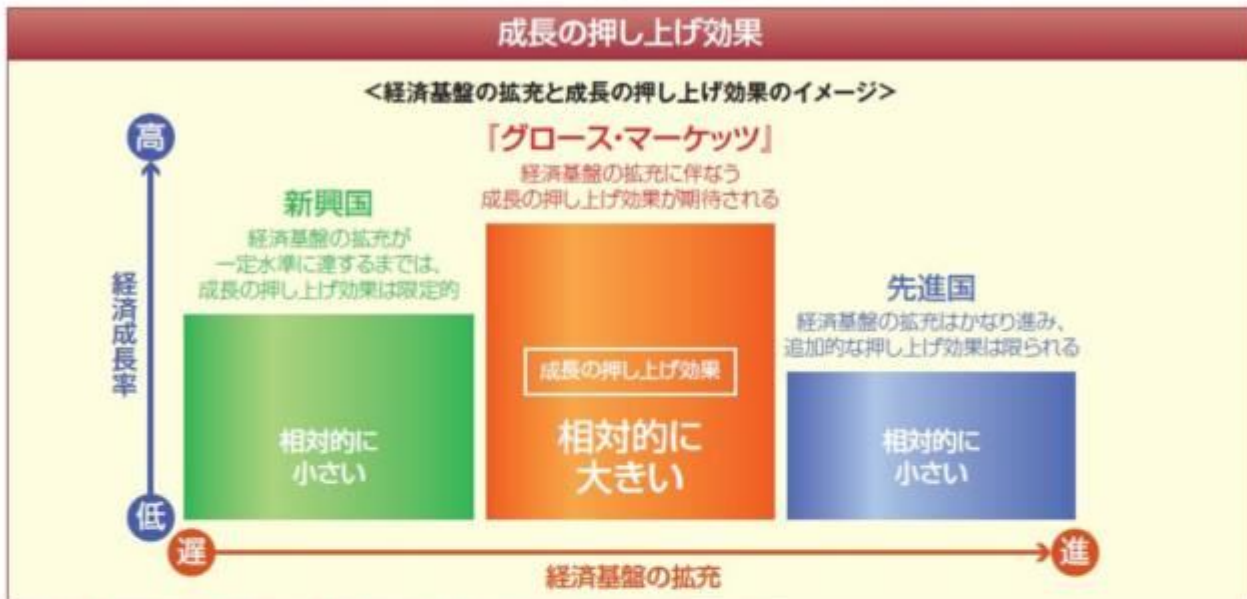 成長の押し上げ効果
<経済基盤の拡充と成長の押し上げ効果のイメージ>
高
『グロース・マーケッツ』
経済基盤の拡充に伴なう
成長の押し上げ効果が期待される
新興国
経済基盤の拡充が
一定水準に達するまでは、
成長の押し上げ効果は限定的
先進国
経済基盤の拡充はかなり進み、
追加的な押し上げ効果は限られる
経済成長率
成長の押し上げ効果
相対的に
小さい
相対的に
大きい
相対的に
小さい
低
遅
進
経済基盤の拡充